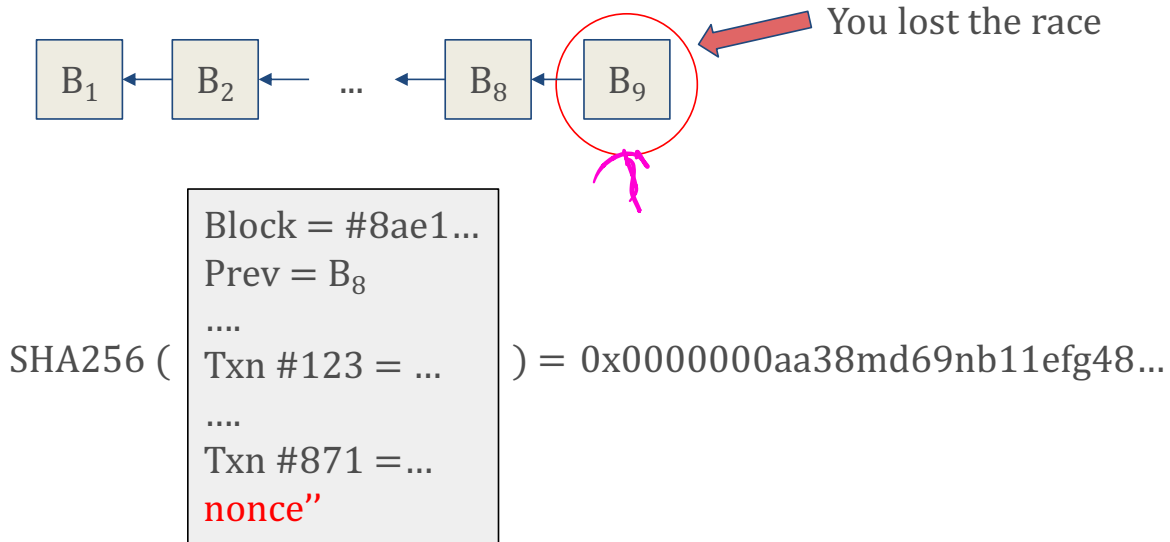 You lost the race
B₁ B₂ ... B₈ B₉
Block = #8ae1...
Prev = B₈
....
Txn #123 = ...
SHA256 ( ) = 0x0000000aa38md69nb11efg48...
....
Txn #871 =...
nonce’’